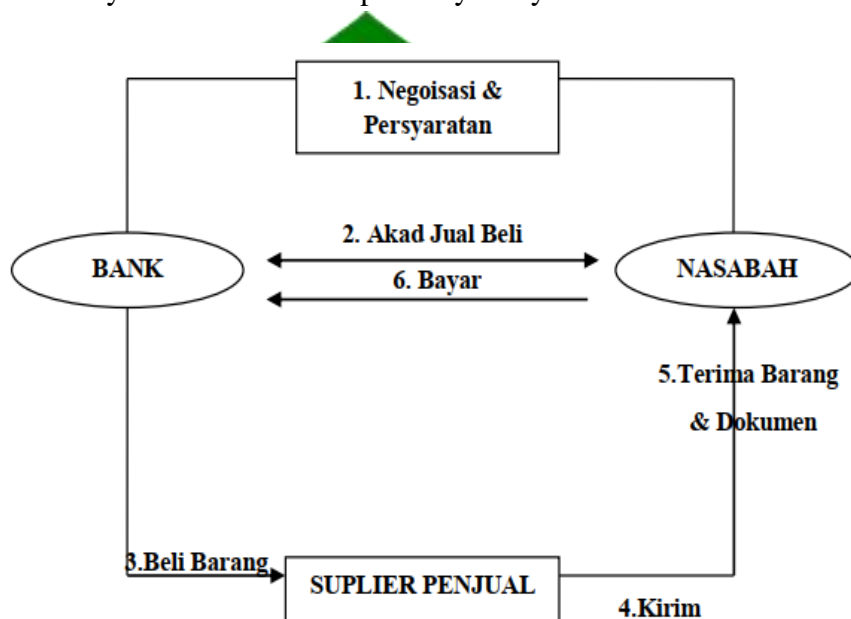 1. Negoisasi &
Persyaratan
2. Akad Jual Beli
BANK
NASABAH
6. Bayar
5.Terima Barang
& Dokumen
3.Beli Barang
SUPLIER PENJUAL
4.Kirim